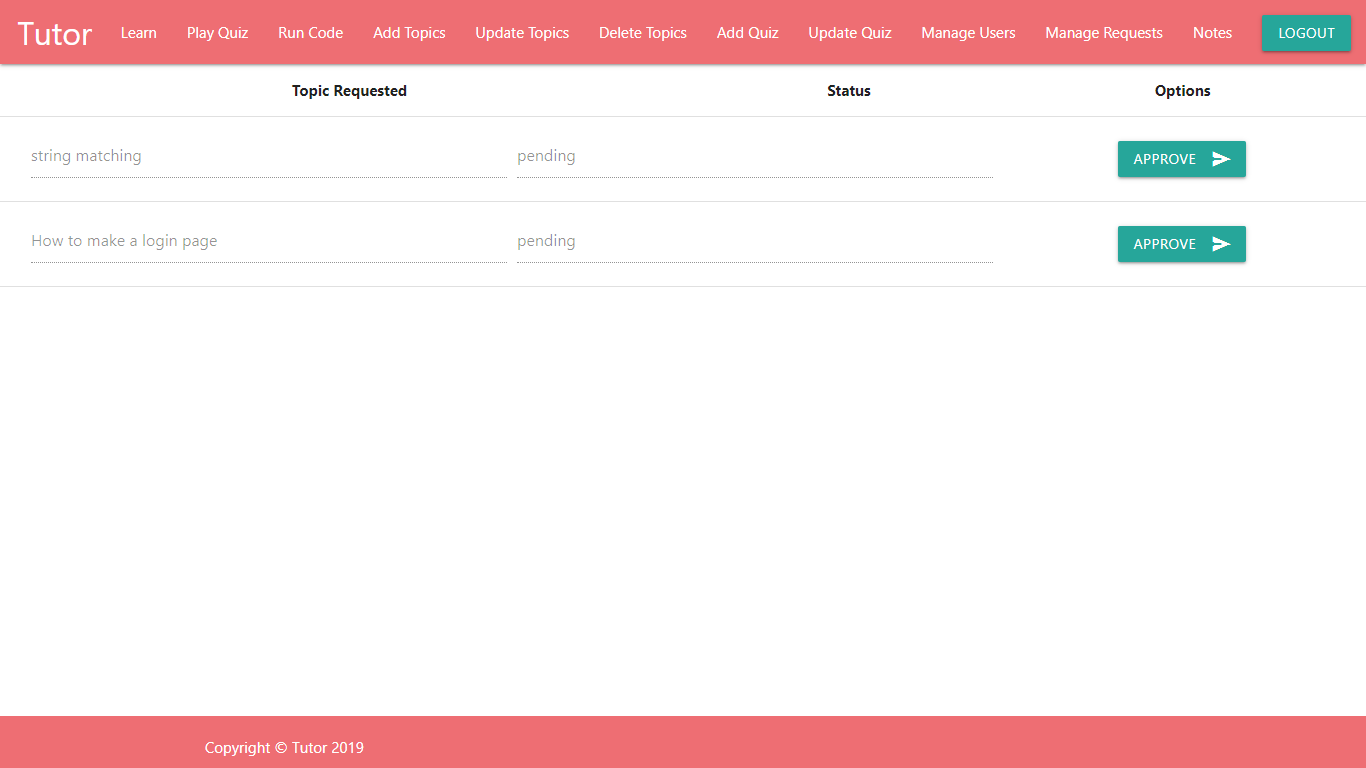 Tutor Learn Play Quiz Run Code Add Topics Update Topics Delete Topics Add Quiz Update Quiz Manage Users Manage Requests Notes LOGOUT
Topic Requested Status Options
string matching pending APPROVE
How to make a login page pending APPROVE
Copyright © Tutor 2019